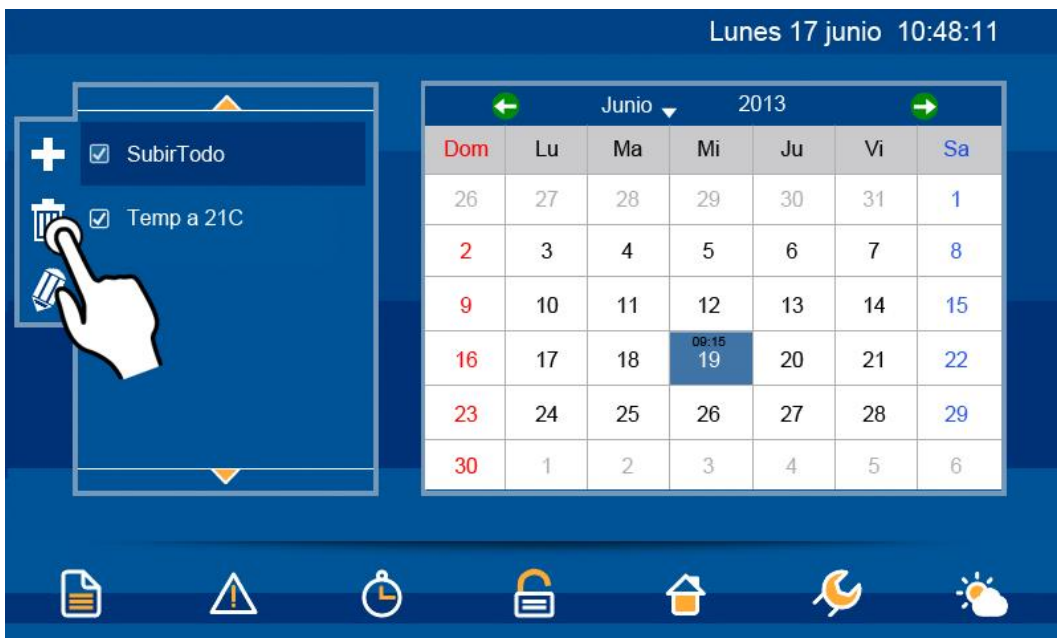 Lunes 17 junio 10:48:11
SubirTodo
Temp a 21C
Junio 2013
Dom Lu Ma Mi Ju Vi Sa
26 27 28 29 30 31 1
2 3 4 5 6 7 8
9 10 11 12 13 14 15
09:15
16 17 18 19 20 21 22
23 24 25 26 27 28 29
30 1 2 3 4 5 6